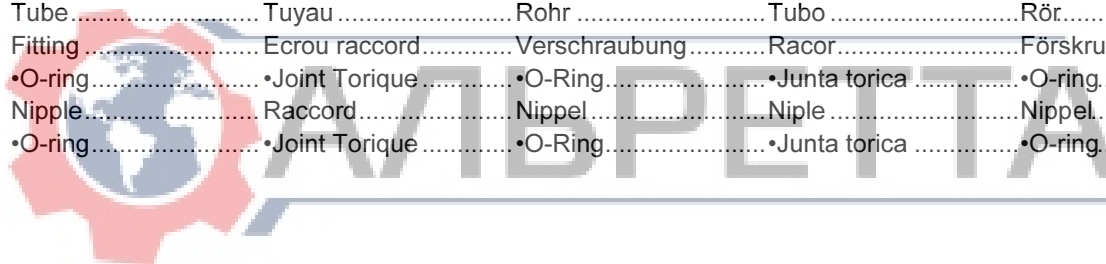 Tube ............................ Tuyau ............................ Rohr .............................. Tubo .............................. Rör.......
Fitting ........................... Ecrou raccord............... Verschraubung............. Racor............................. Förskru
•O-ring.......................... •Joint Torique ............... •O-Ring.......................... •Junta torica ................. •O-ring.
Nipple........................... Raccord......................... Nippel............................ Niple .............................. Nippel..
•O-ring.......................... •Joint Torique ............... •O-Ring.......................... •Junta torica ................. •O-ring.
АЛЬРЕТТА